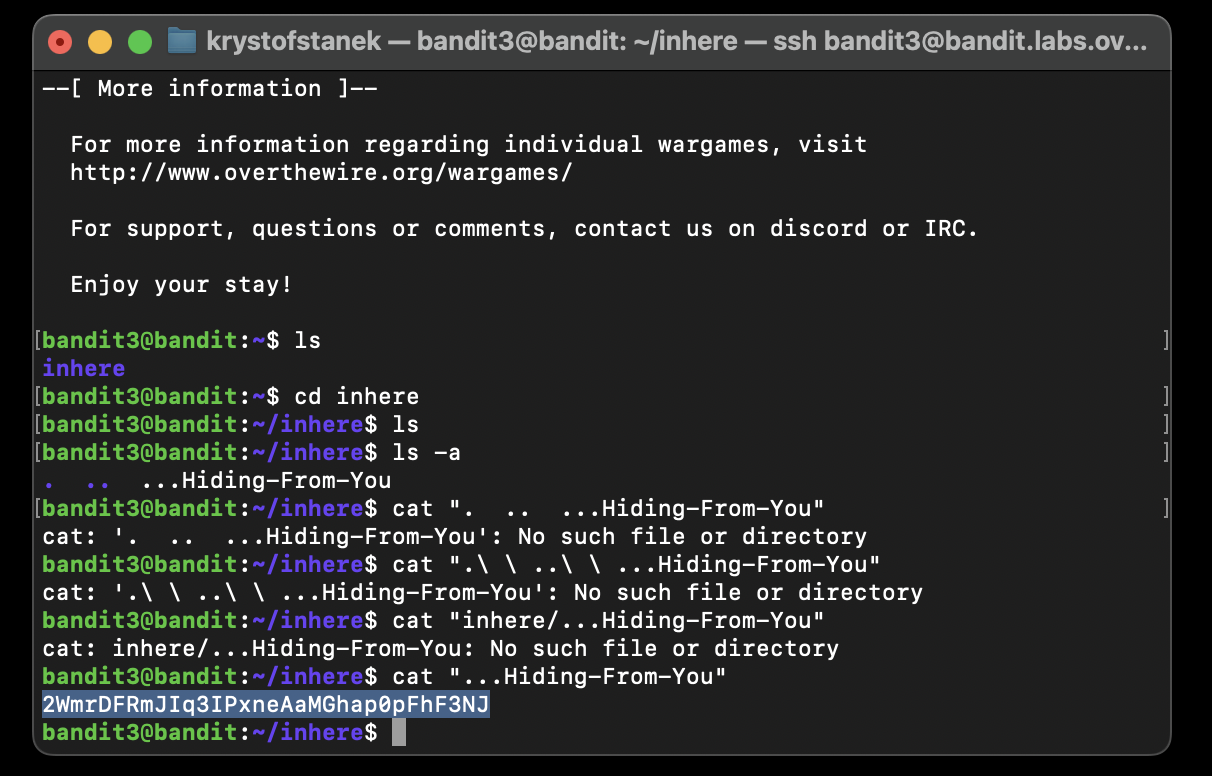 krystofstanek — bandit3@bandit: ~/inhere — ssh bandit3@bandit.labs.ov...
--[ More information ]--
For more information regarding individual wargames, visit
http://www.overthewire.org/wargames/
For support, questions or comments, contact us on discord or IRC.
Enjoy your stay!
[bandit3@bandit:~$ ls ]
inhere
[bandit3@bandit:~$ cd inhere ]
[bandit3@bandit:~/inhere$ ls ]
[bandit3@bandit:~/inhere$ ls -a ]
.  ..  ...Hiding-From-You
[bandit3@bandit:~/inhere$ cat ".  ..  ...Hiding-From-You" ]
cat: '.  ..  ...Hiding-From-You': No such file or directory
bandit3@bandit:~/inhere$ cat ".\ \ ..\ \ ...Hiding-From-You"
cat: '.\ \ ..\ \ ...Hiding-From-You': No such file or directory
bandit3@bandit:~/inhere$ cat "inhere/...Hiding-From-You"
cat: inhere/...Hiding-From-You: No such file or directory
bandit3@bandit:~/inhere$ cat "...Hiding-From-You"
2WmrDFRmJIq3IPxneAaMGhap0pFhF3NJ
bandit3@bandit:~/inhere$